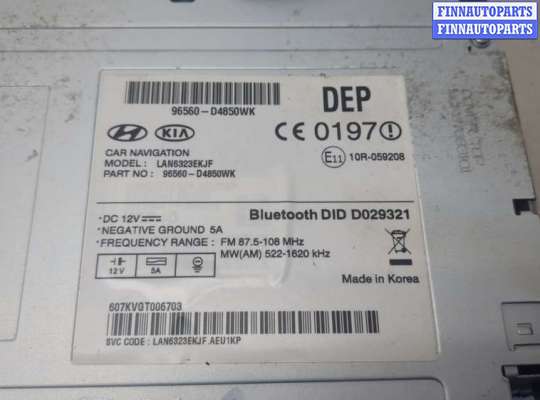 FINNAUTOPARTS
FINNAUTOPARTS
96560-D4850WK
DEP
HYUNDAI KIA
CE 0197
CAR NAVIGATION
MODEL : LAN6323EKJF
PART NO : 96560-D4850WK
E11 10R-059208
Bluetooth DID D029321
*DC 12V
*NEGATIVE GROUND 5A
*FREQUENCY RANGE : FM 87.5-108 MHz
MW(AM) 522-1620 kHz
12V 5A
Made in Korea
607KVGT006703
SVC CODE : LAN6323EKJF.AEU1KP